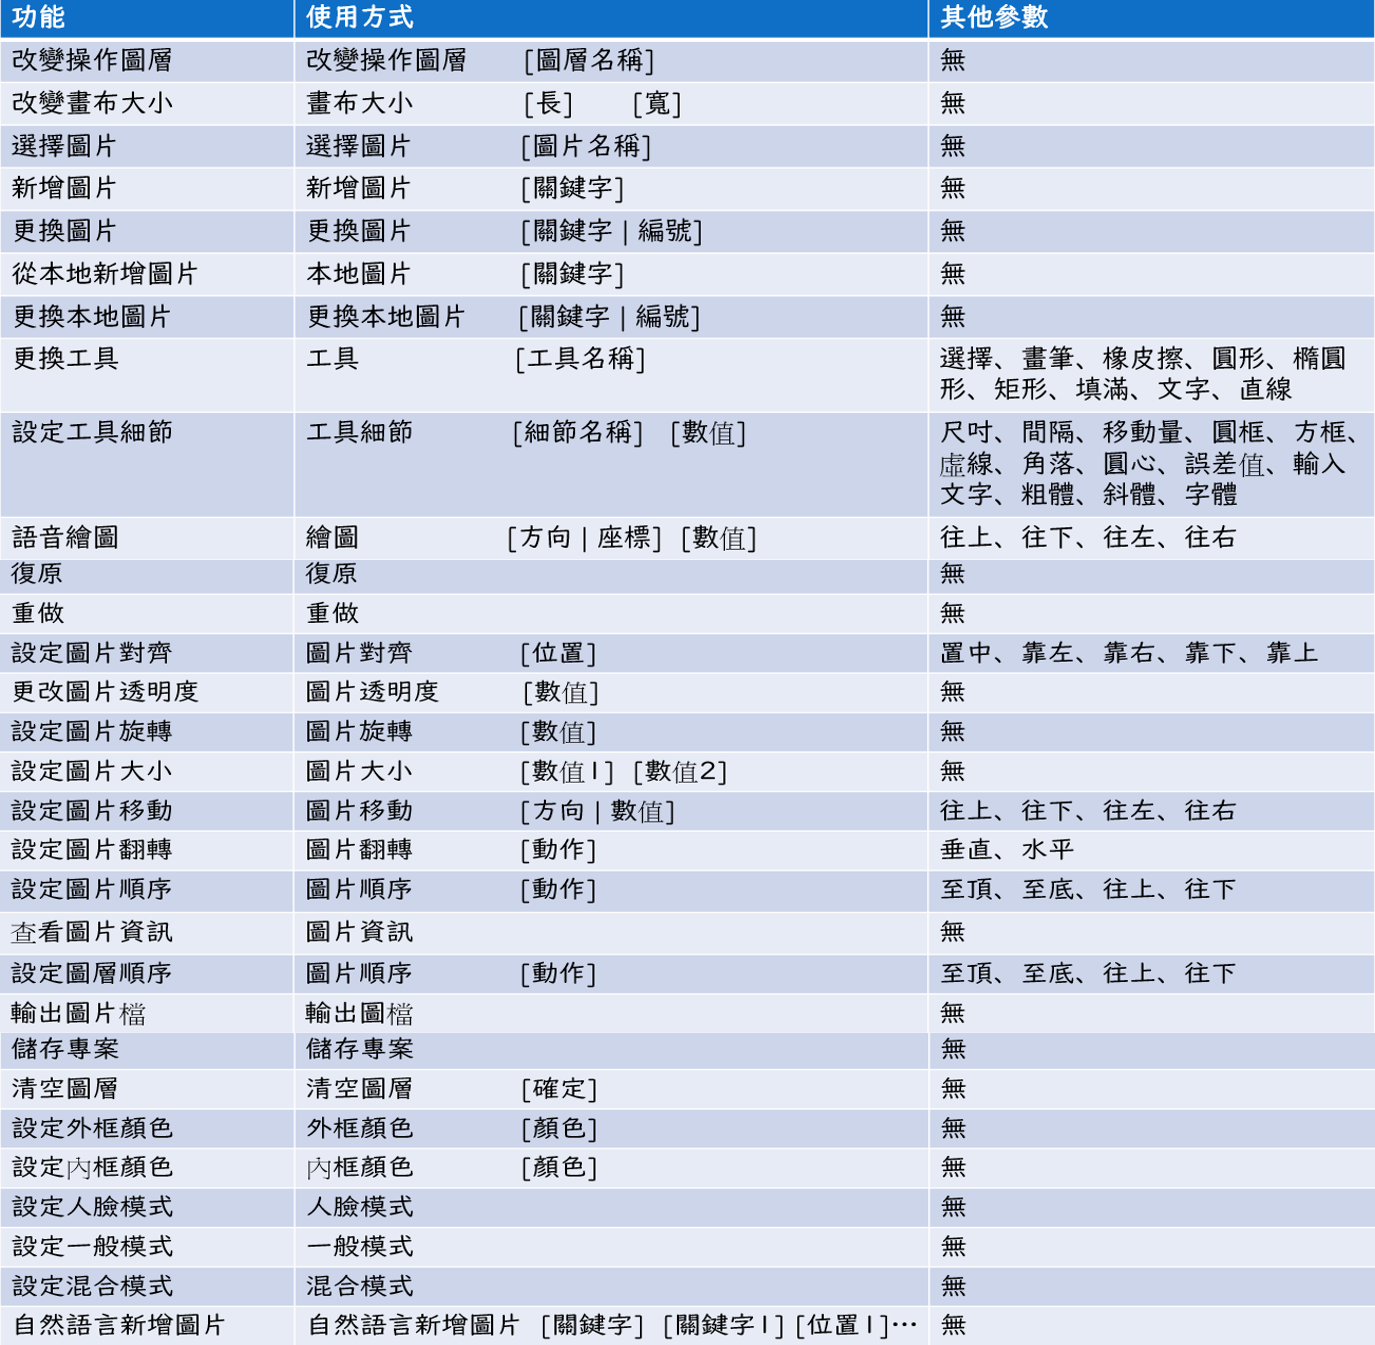 功能 使用方式 其他參數
改變操作圖層 改變操作圖層 [圖層名稱] 無
改變畫布大小 畫布大小 [長] [寬] 無
選擇圖片 選擇圖片 [圖片名稱] 無
新增圖片 新增圖片 [關鍵字] 無
更換圖片 更換圖片 [關鍵字 | 編號] 無
從本地新增圖片 本地圖片 [關鍵字] 無
更換本地圖片 更換本地圖片 [關鍵字 | 編號] 無
更換工具 工具 [工具名稱] 選擇、畫筆、橡皮擦、圓形、橢圓
形、矩形、填滿、文字、直線
設定工具細節 工具細節 [細節名稱] [數值] 尺吋、間隔、移動量、圓框、方框、
虛線、角落、圓心、誤差值、輸入
文字、粗體、斜體、字體
語音繪圖 繪圖 [方向 | 座標] [數值] 往上、往下、往左、往右
復原 復原 無
重做 重做 無
設定圖片對齊 圖片對齊 [位置] 置中、靠左、靠右、靠下、靠上
更改圖片透明度 圖片透明度 [數值] 無
設定圖片旋轉 圖片旋轉 [數值] 無
設定圖片大小 圖片大小 [數值1] [數值2] 無
設定圖片移動 圖片移動 [方向 | 數值] 往上、往下、往左、往右
設定圖片翻轉 圖片翻轉 [動作] 垂直、水平
設定圖片順序 圖片順序 [動作] 至頂、至底、往上、往下
查看圖片資訊 圖片資訊 無
設定圖層順序 圖片順序 [動作] 至頂、至底、往上、往下
輸出圖片檔 輸出圖檔 無
儲存專案 儲存專案 無
清空圖層 清空圖層 [確定] 無
設定外框顏色 外框顏色 [顏色] 無
設定內框顏色 內框顏色 [顏色] 無
設定人臉模式 人臉模式 無
設定一般模式 一般模式 無
設定混合模式 混合模式 無
自然語言新增圖片 自然語言新增圖片 [關鍵字] [關鍵字1] [位置1]… 無